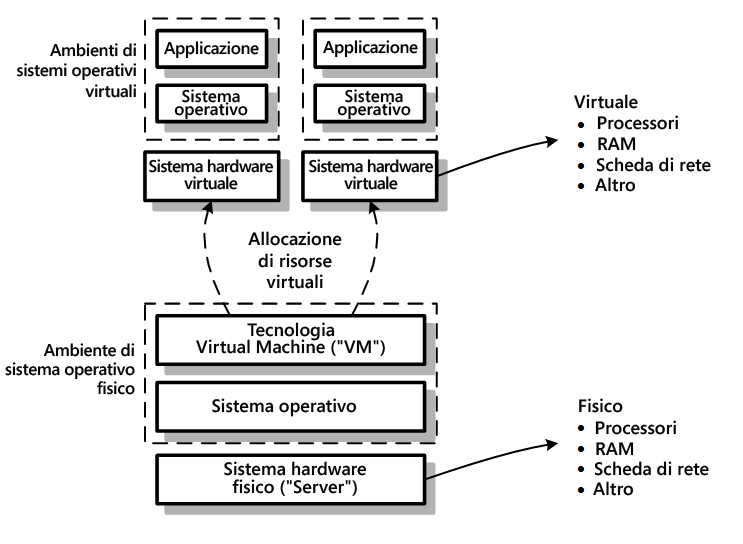 Ambienti di
sistemi operativi
virtuali
Applicazione
Sistema
operativo
Applicazione
Sistema
operativo
Sistema hardware
virtuale
Sistema hardware
virtuale
Virtuale
• Processori
• RAM
• Scheda di rete
• Altro
Allocazione
di risorse
virtuali
Ambiente di
sistema operativo
fisico
Tecnologia
Virtual Machine ("VM")
Sistema operativo
Sistema hardware
fisico ("Server")
Fisico
• Processori
• RAM
• Scheda di rete
• Altro